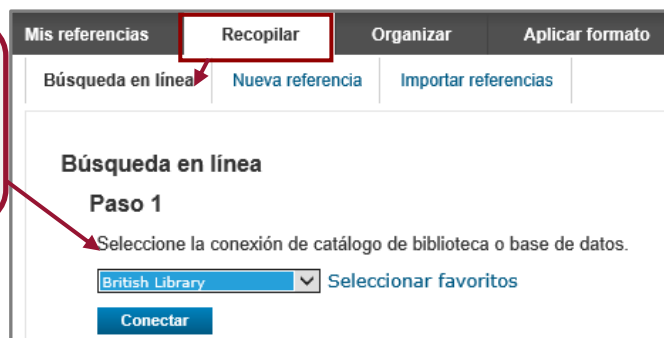 Mis referencias Recopilar Organizar Aplicar formato
Búsqueda en línea Nueva referencia Importar referencias
Búsqueda en línea
Paso 1
Seleccione la conexión de catálogo de biblioteca o base de datos.
British Library Seleccionar favoritos
Conectar